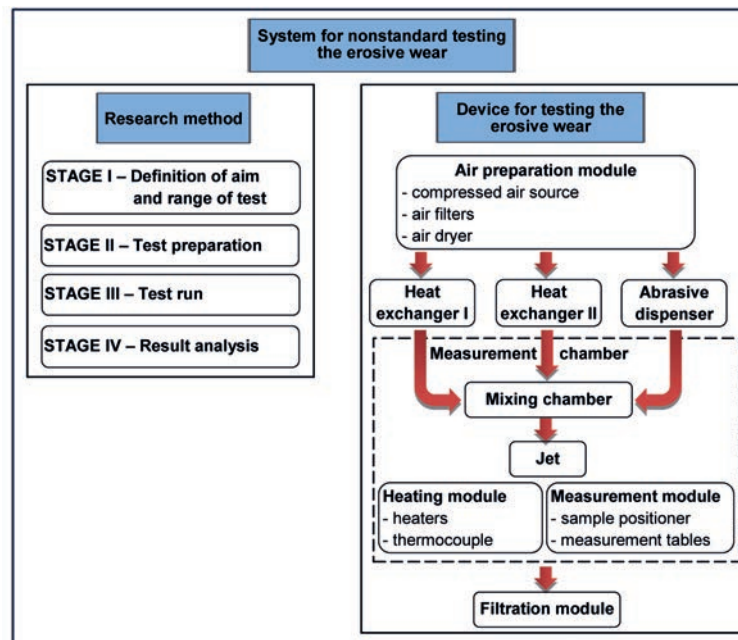 System for nonstandard testing
the erosive wear
Research method
STAGE I – Definition of aim
and range of test
STAGE II – Test preparation
STAGE III – Test run
STAGE IV – Result analysis
Device for testing the
erosive wear
Air preparation module
- compressed air source
- air filters
- air dryer
Heat
exchanger I
Heat
exchanger II
Abrasive
dispenser
Measurement chamber
Mixing chamber
Jet
Heating module
- heaters
- thermocouple
Measurement module
- sample positioner
- measurement tables
Filtration module